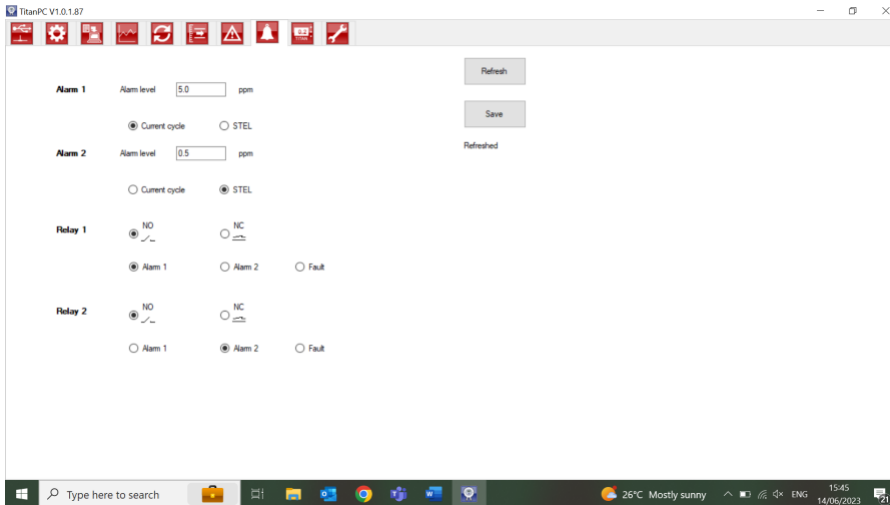 TitanPC V1.0.1.87
Refresh
Alarm 1 Alarm level 5.0 ppm
Save
Current cycle STEL
Refreshed
Alarm 2 Alarm level 0.5 ppm
Current cycle STEL
Relay 1 NO NC
Alarm 1 Alarm 2 Fault
Relay 2 NO NC
Alarm 1 Alarm 2 Fault
Type here to search 26°C Mostly sunny ENG 15:45
14/06/2023 21